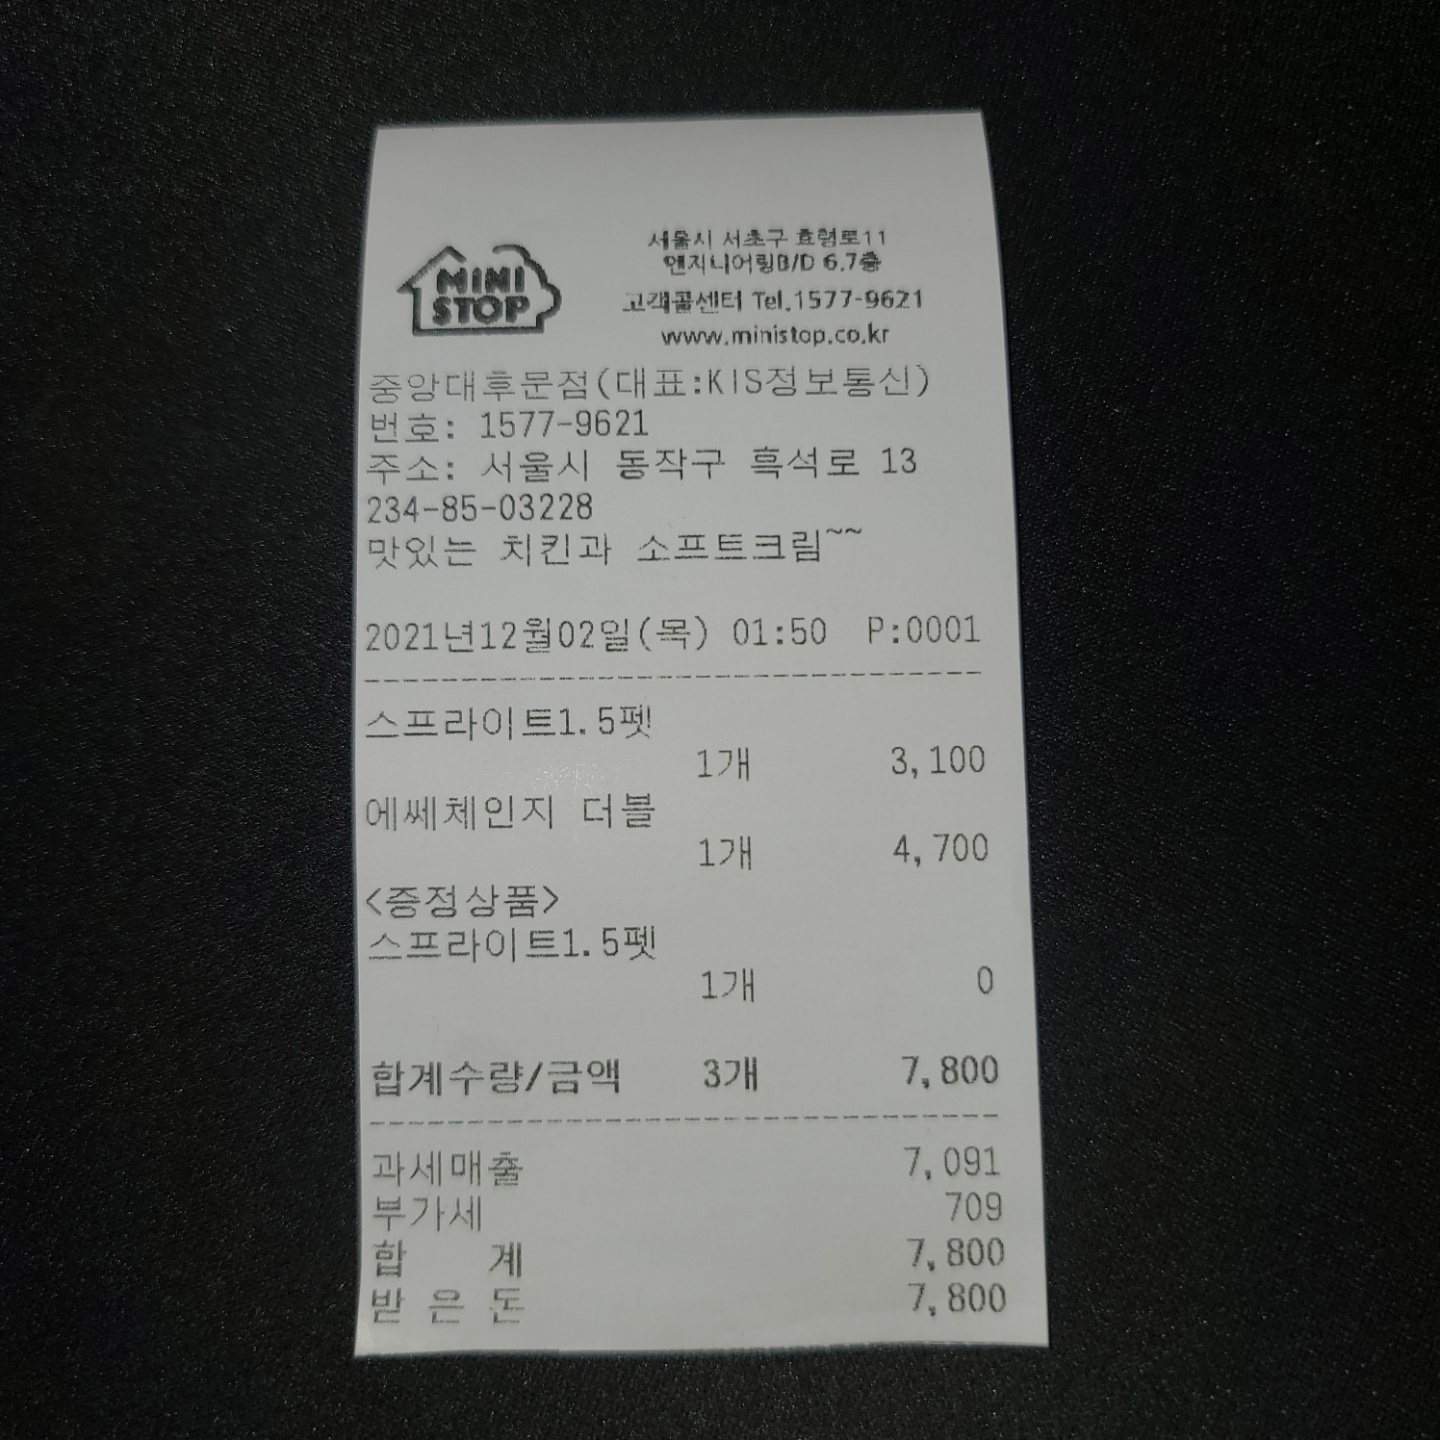 MINI
STOP
서울시 서초구 효령로11
엔지니어링B/D 6.7층
고객콜센터 Tel.1577-9621
www.ministop.co.kr
중앙대후문점(대표:KIS정보통신)
번호: 1577-9621
주소: 서울시 동작구 흑석로 13
234-85-03228
맛있는 치킨과 소프트크림~~
2021년12월02일(목) 01:50 P:0001
스프라이트1.5펫
1개 3,100
에쎄체인지 더블
1개 4,700
<증정상품>
스프라이트1.5펫
1개 0
합계수량/금액 3개 7,800
과세매출 7,091
부가세 709
합 계 7,800
받 은 돈 7,800